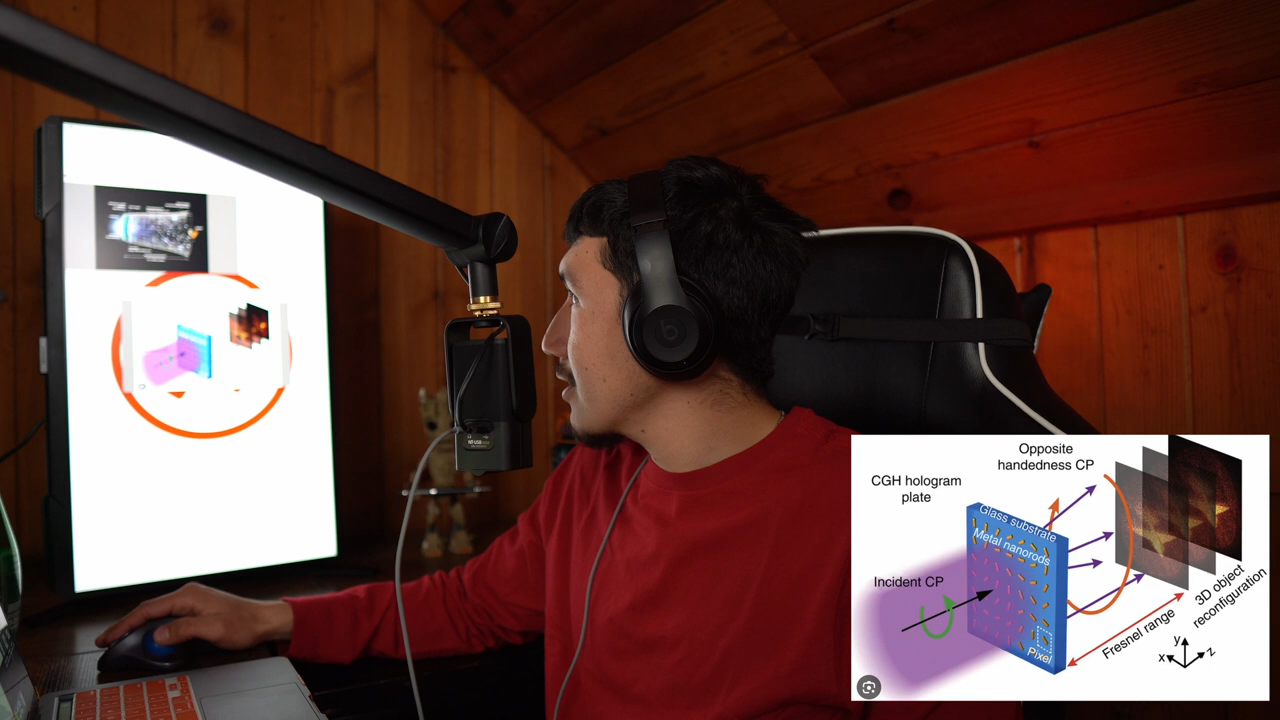 Opposite
handedness CP
CGH hologram
plate
Glass substrate
Metal nanorods
Incident CP
Pixel
Fresnel range
3D object
reconfiguration
y
x
z